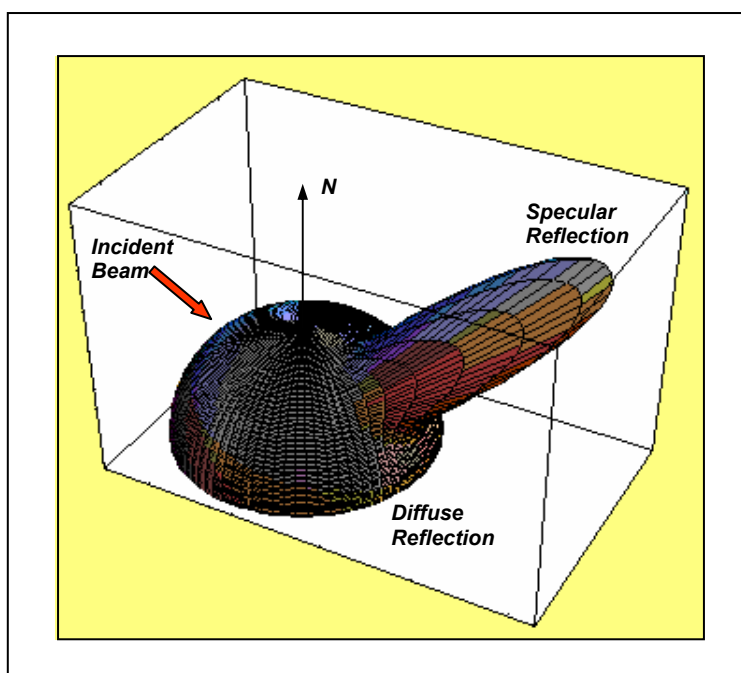 N
Specular
Reflection
Incident
Beam
Diffuse
Reflection